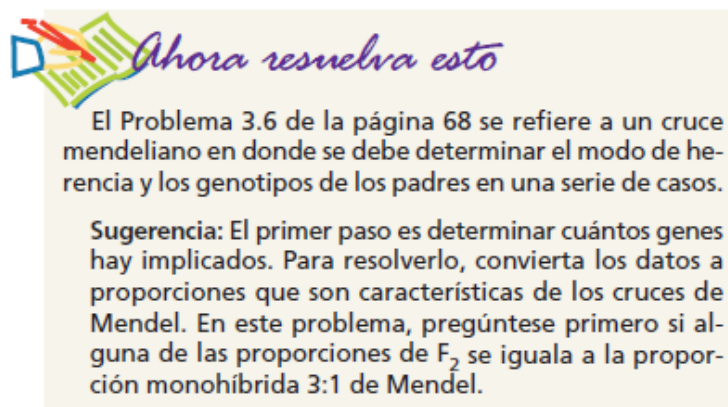 Ahora resuelva esto
El Problema 3.6 de la página 68 se refiere a un cruce
mendeliano en donde se debe determinar el modo de he-
rencia y los genotipos de los padres en una serie de casos.
Sugerencia: El primer paso es determinar cuántos genes
hay implicados. Para resolverlo, convierta los datos a
proporciones que son características de los cruces de
Mendel. En este problema, pregúntese primero si al-
guna de las proporciones de F₂ se iguala a la propor-
ción monohíbrida 3:1 de Mendel.